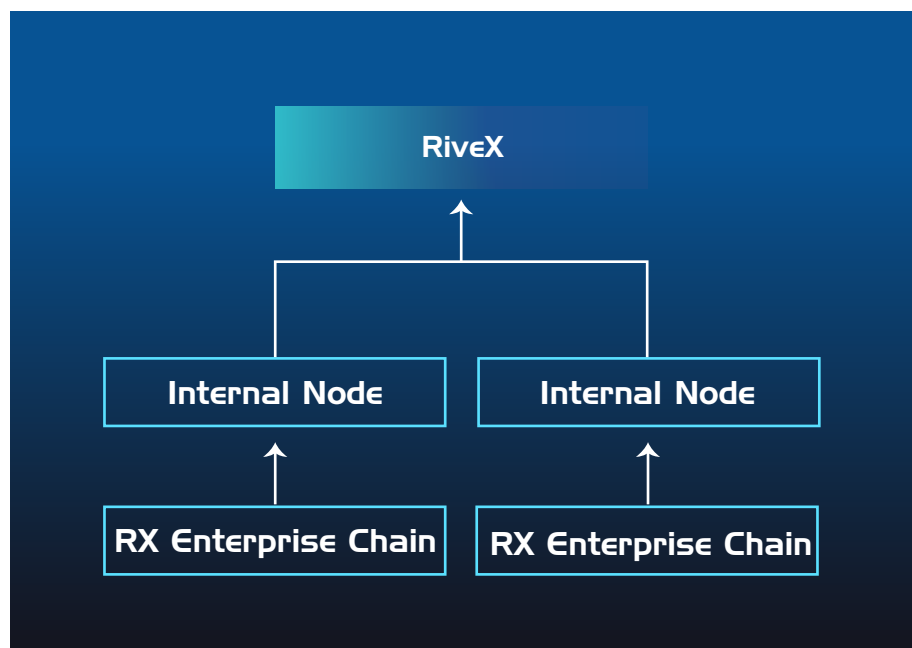 RiveX
Internal Node
Internal Node
RX Enterprise Chain
RX Enterprise Chain